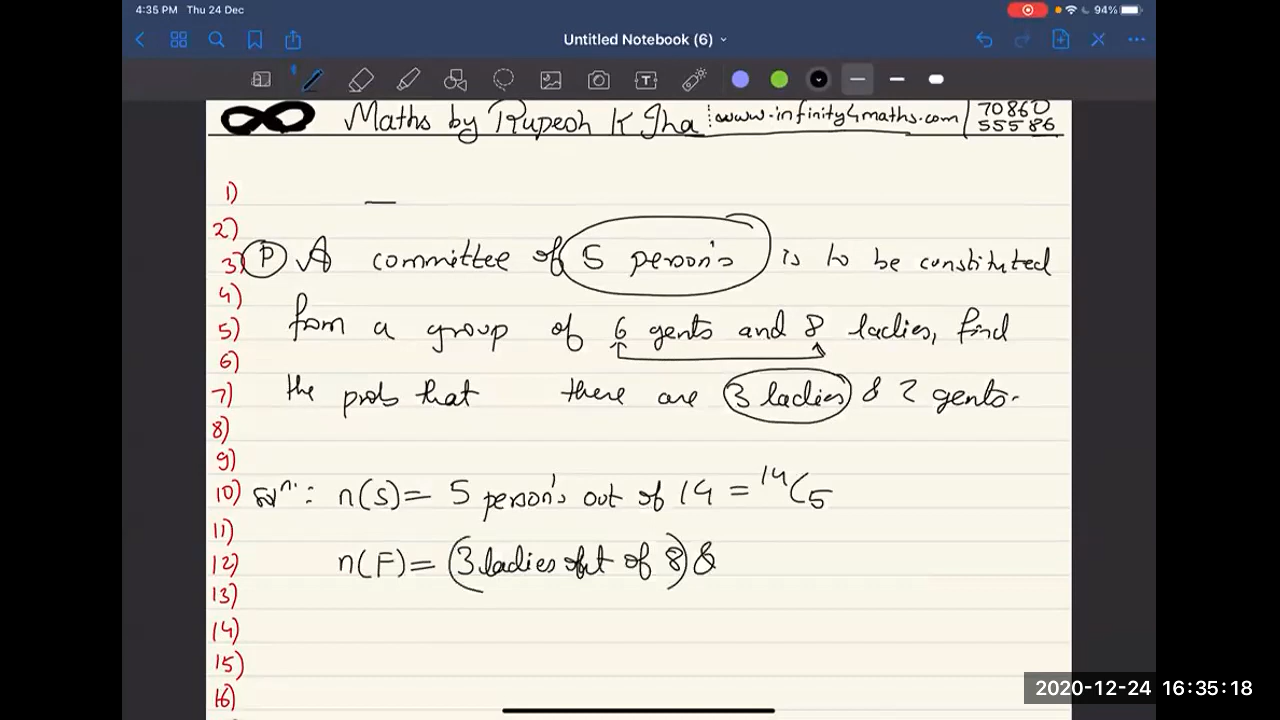 4:35 PM Thu 24 Dec
94%
Untitled Notebook (6)
Maths by Rupesh K Jha www.infinity4maths.com 70860 55586
1)
2)
3) P A committee of 5 person's is to be constituted
4)
5) from a group of 6 gents and 8 ladies, find
6)
7) the prob that there are 3 ladies & 2 gents.
8)
9)
10) Soln: n(S) = 5 person's out of 14 = 14C5
11)
12) n(F) = (3 ladies out of 8) &
13)
14)
15)
16)
2020-12-24 16:35:18